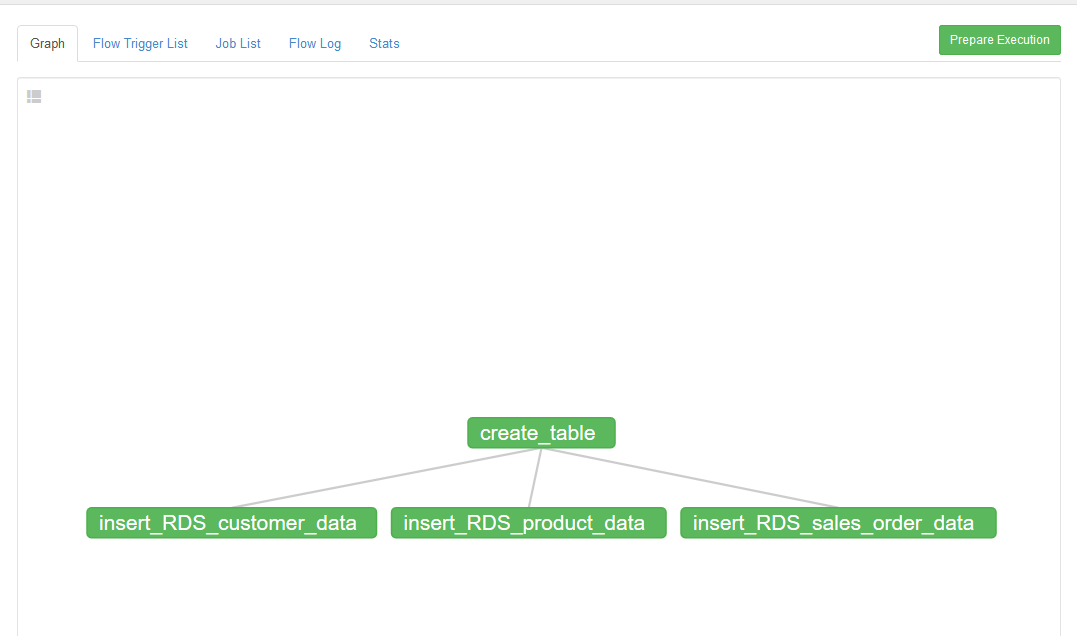 Graph Flow Trigger List Job List Flow Log Stats Prepare Execution
create_table
insert_RDS_customer_data insert_RDS_product_data insert_RDS_sales_order_data